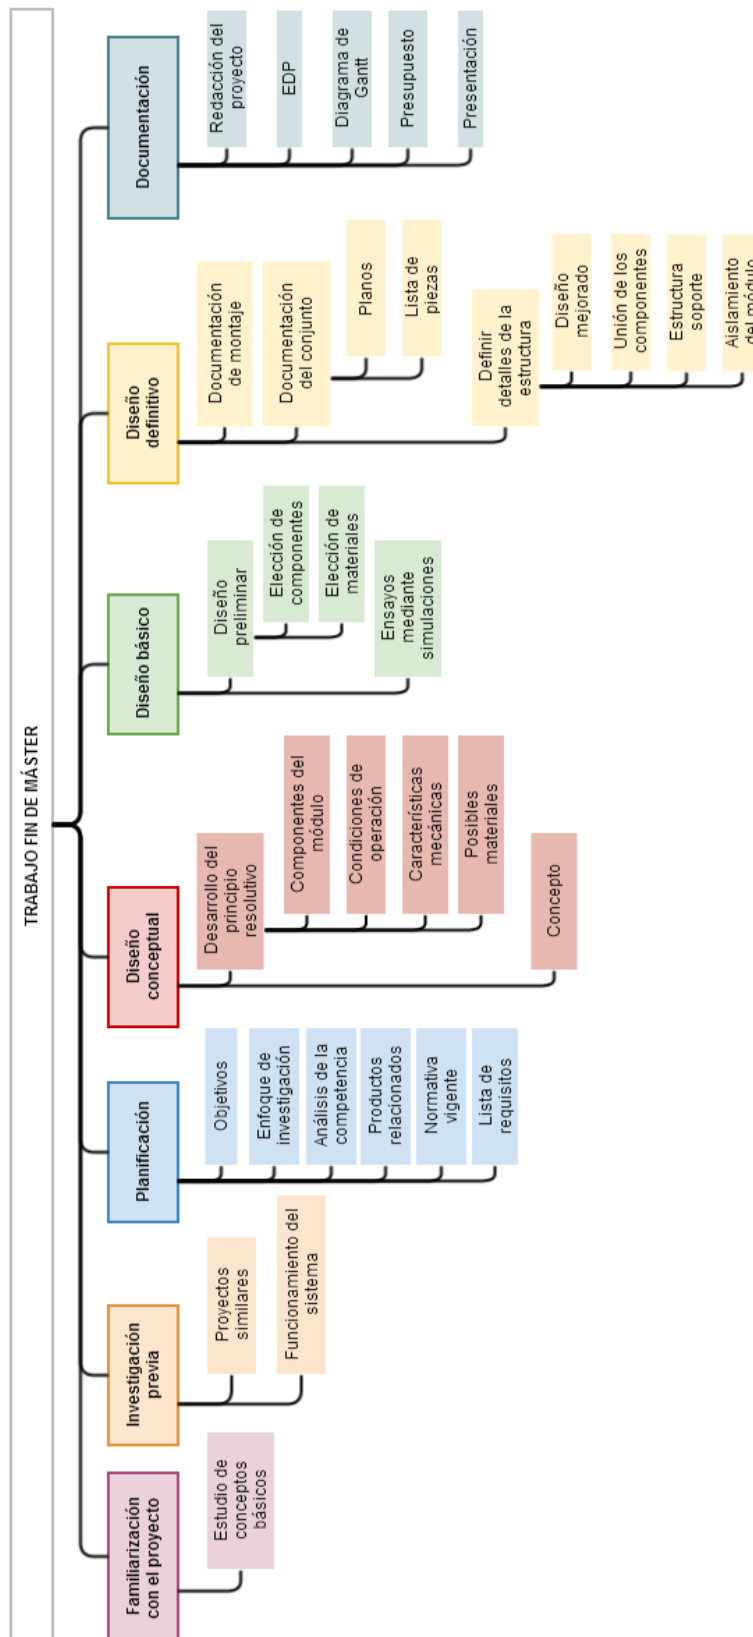 TRABAJO FIN DE MÁSTER
Familiarización
con el proyecto
Estudio de
conceptos
básicos
Investigación
previa
Proyectos
similares
Funcionamiento del
sistema
Planificación
Objetivos
Enfoque de
investigación
Análisis de la
competencia
Productos
relacionados
Normativa
vigente
Lista de
requisitos
Diseño
conceptual
Desarrollo del
principio
resolutivo
Componentes del
módulo
Condiciones de
operación
Características
mecánicas
Posibles
materiales
Concepto
Diseño básico
Diseño
preliminar
Elección de
componentes
Elección de
materiales
Ensayos
mediante
simulaciones
Diseño
definitivo
Documentación
de montaje
Documentación
del conjunto
Planos
Lista de
piezas
Definir
detalles de la
estructura
Diseño
mejorado
Unión de los
componentes
Estructura
soporte
Aislamiento
del módulo
Documentación
Redacción del
proyecto
EDP
Diagrama de
Gantt
Presupuesto
Presentación